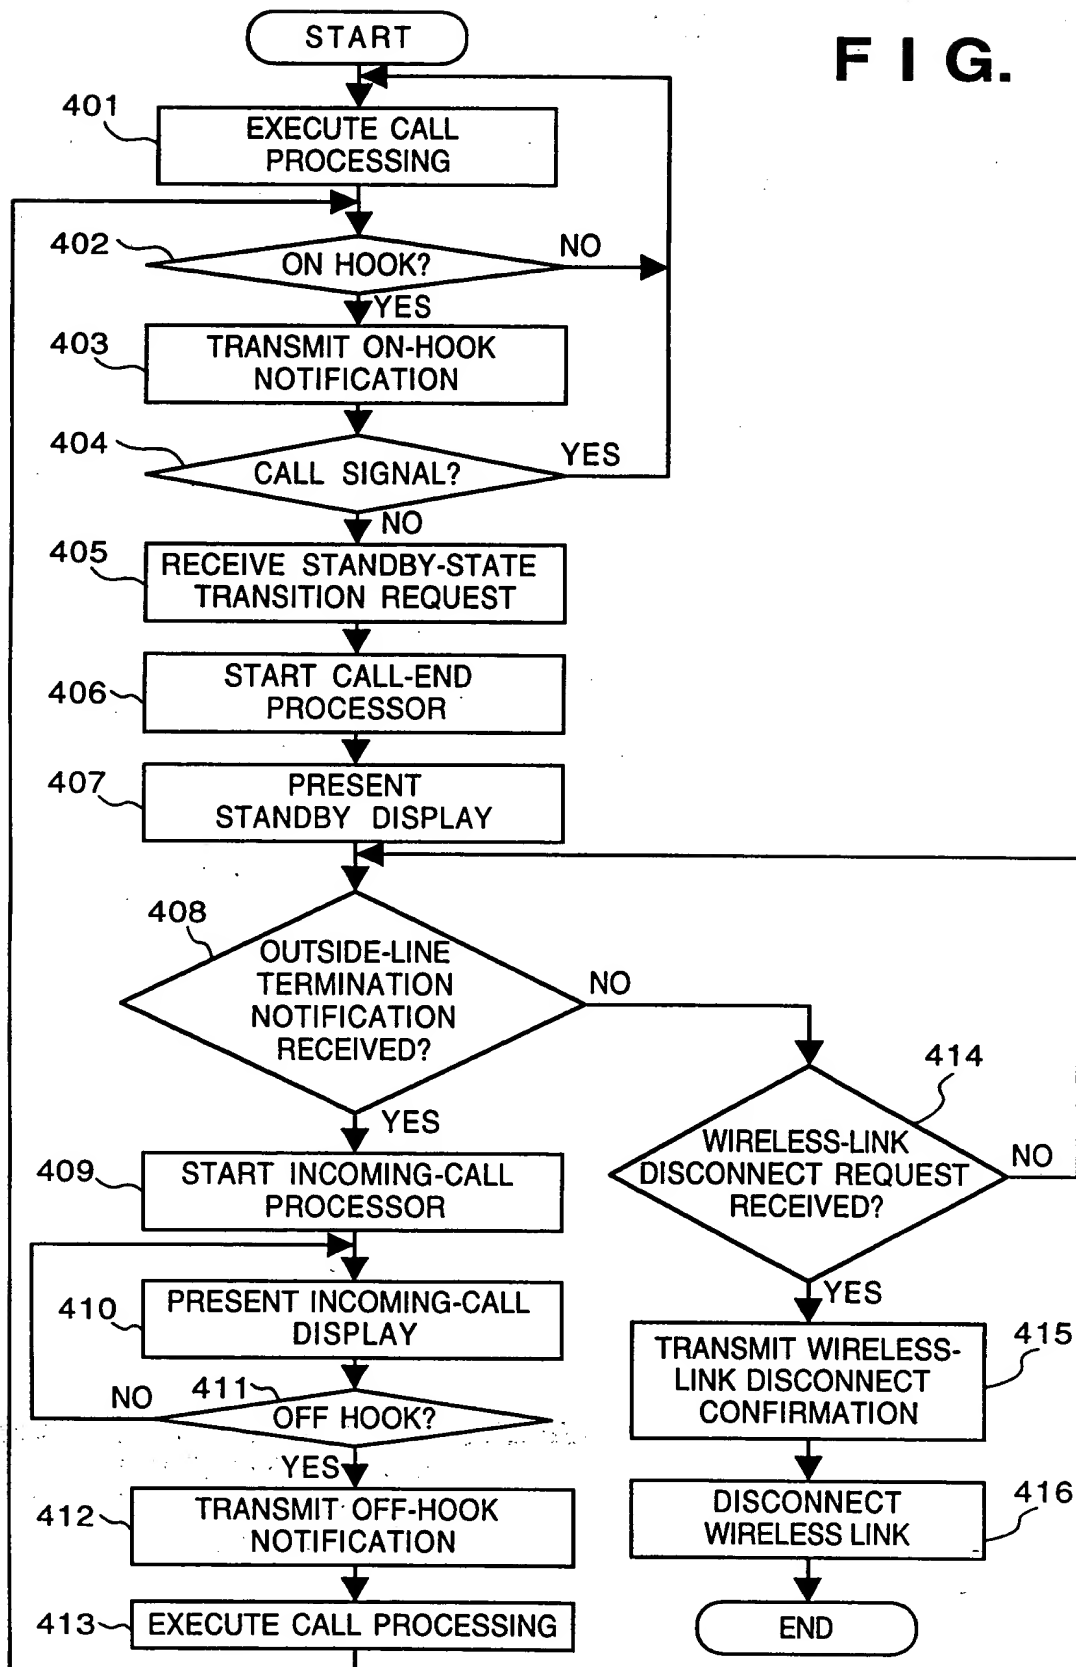 START
FIG.
401
EXECUTE CALL
PROCESSING
402
ON HOOK?
NO
YES
403
TRANSMIT ON-HOOK
NOTIFICATION
404
CALL SIGNAL?
YES
NO
405
RECEIVE STANDBY-STATE
TRANSITION REQUEST
406
START CALL-END
PROCESSOR
407
PRESENT
STANDBY DISPLAY
408
OUTSIDE-LINE
TERMINATION
NOTIFICATION
RECEIVED?
NO
YES
414
WIRELESS-LINK
DISCONNECT REQUEST
RECEIVED?
NO
YES
409
START INCOMING-CALL
PROCESSOR
410
PRESENT INCOMING-CALL
DISPLAY
411
OFF HOOK?
NO
YES
415
TRANSMIT WIRELESS-
LINK DISCONNECT
CONFIRMATION
412
TRANSMIT OFF-HOOK
NOTIFICATION
416
DISCONNECT
WIRELESS LINK
413
EXECUTE CALL PROCESSING
END